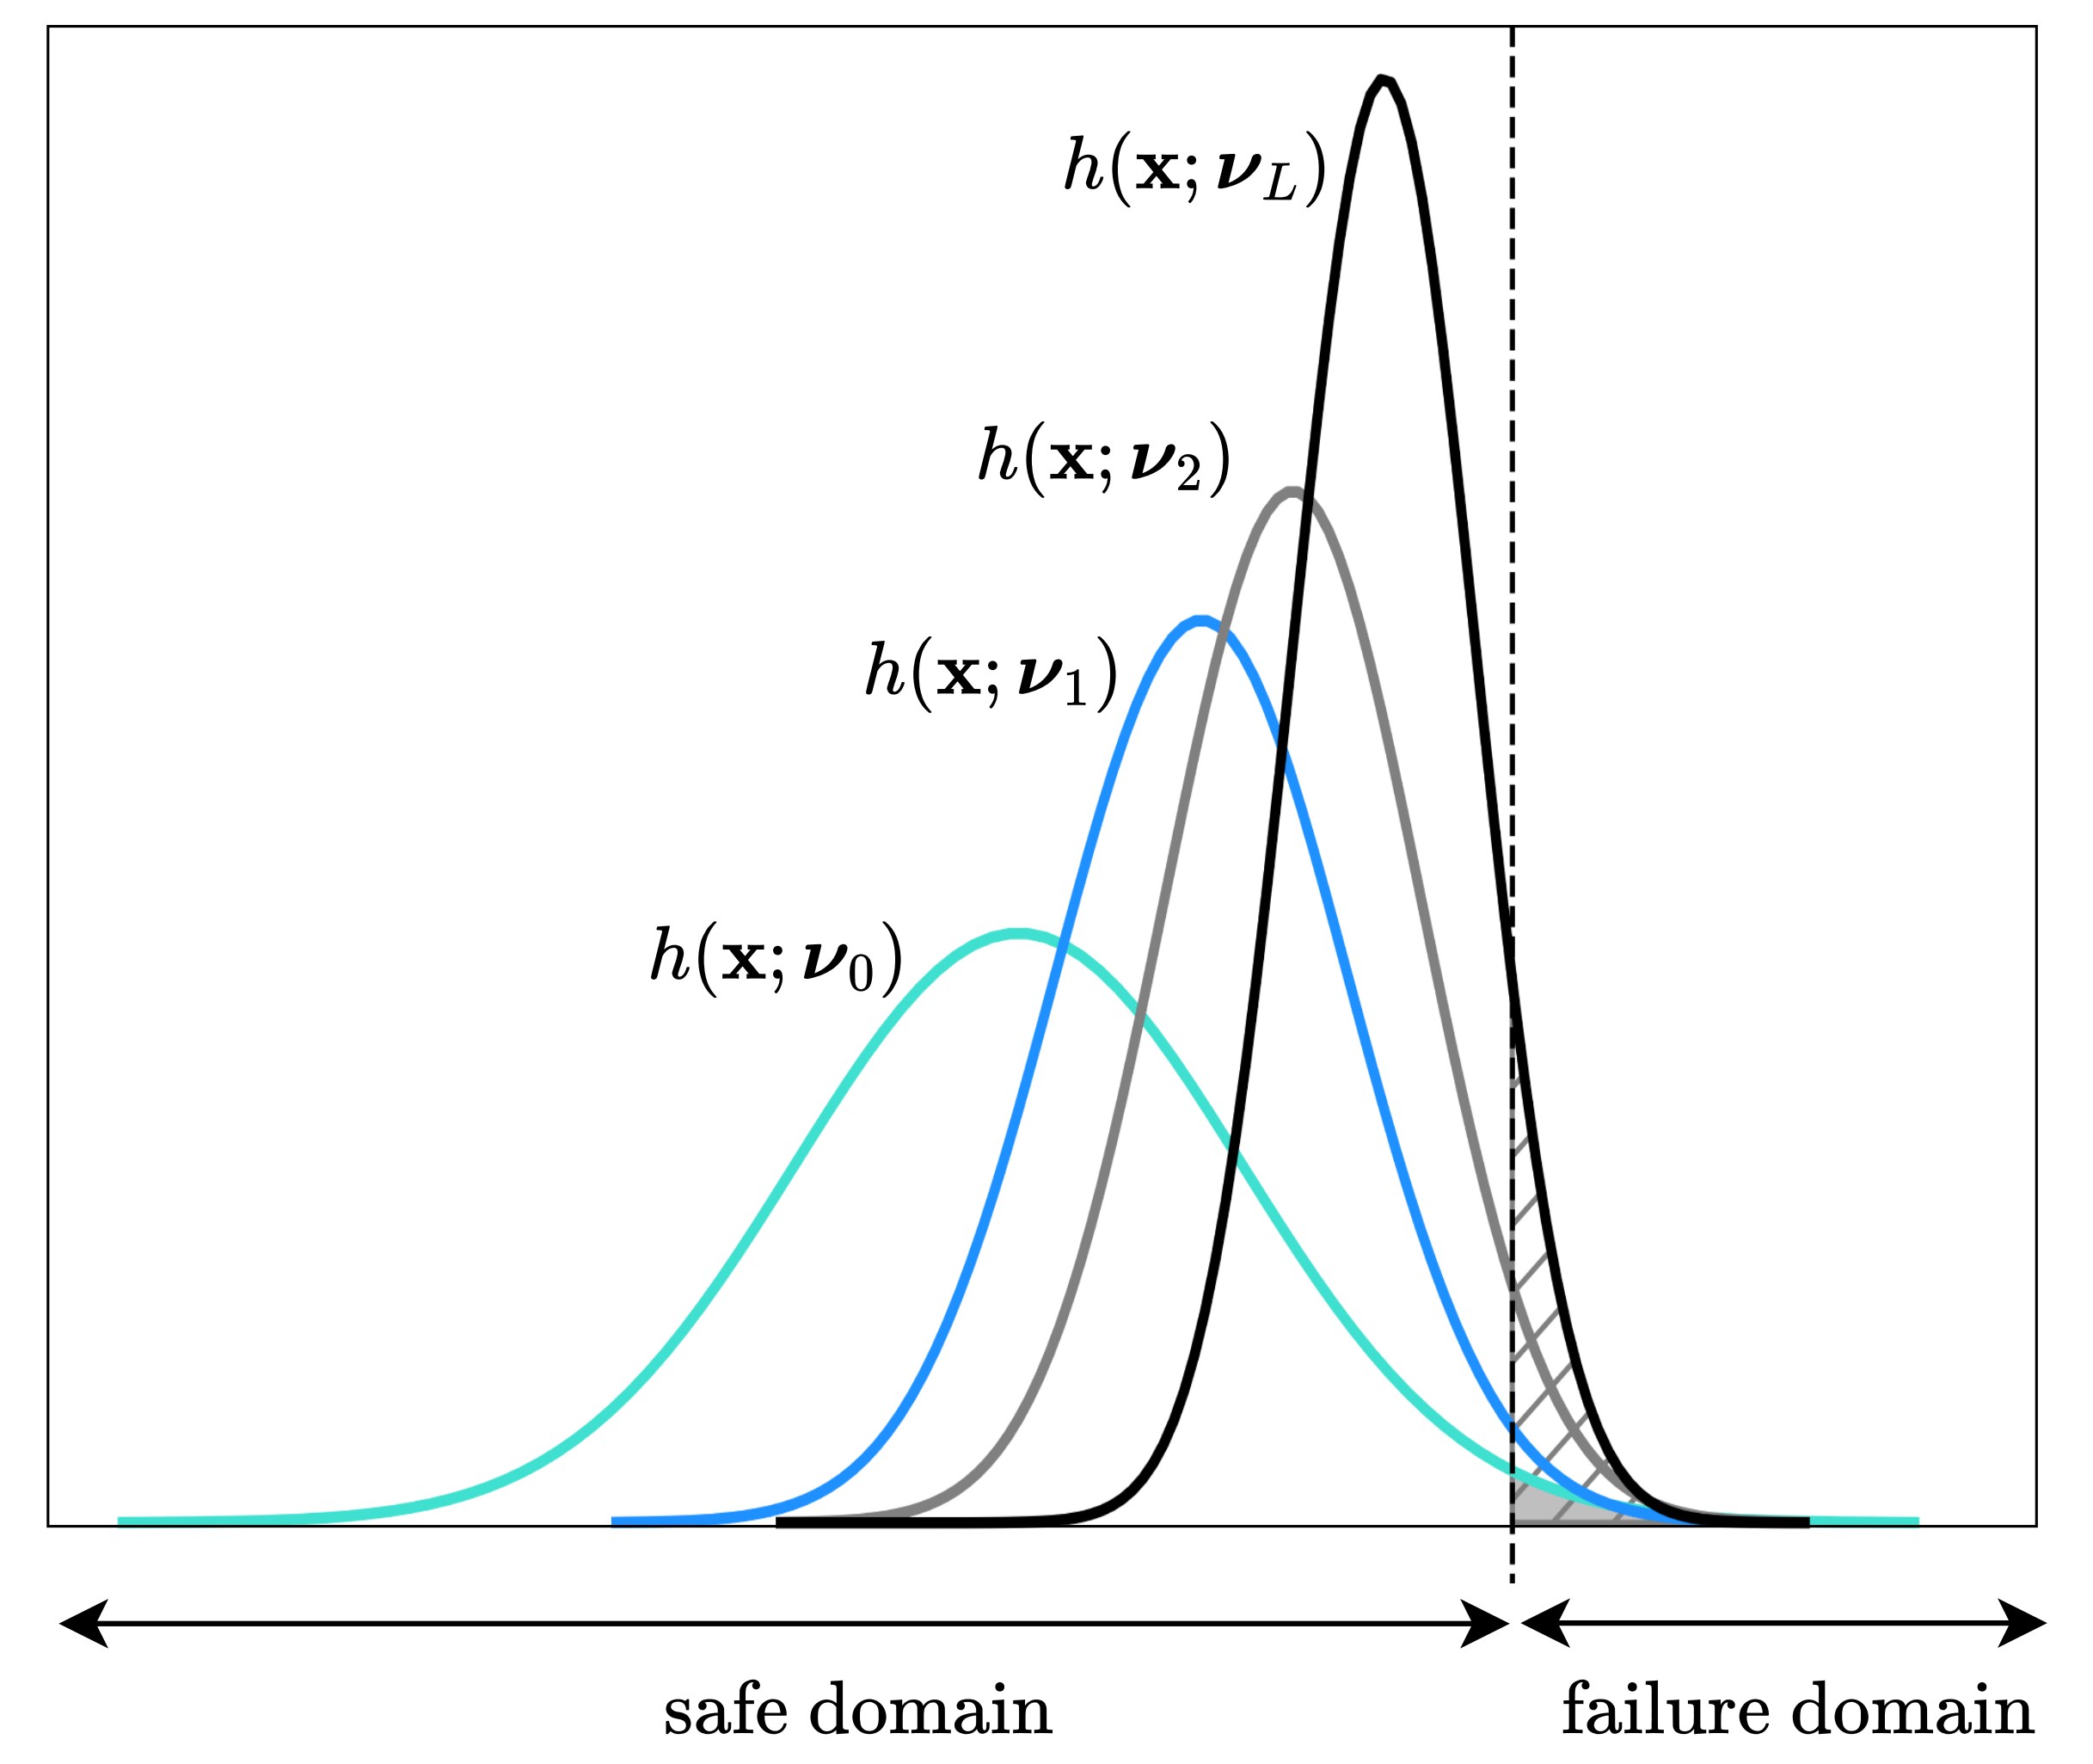 h(x; ν_L)
h(x; ν_2)
h(x; ν_1)
h(x; ν_0)
safe domain
failure domain